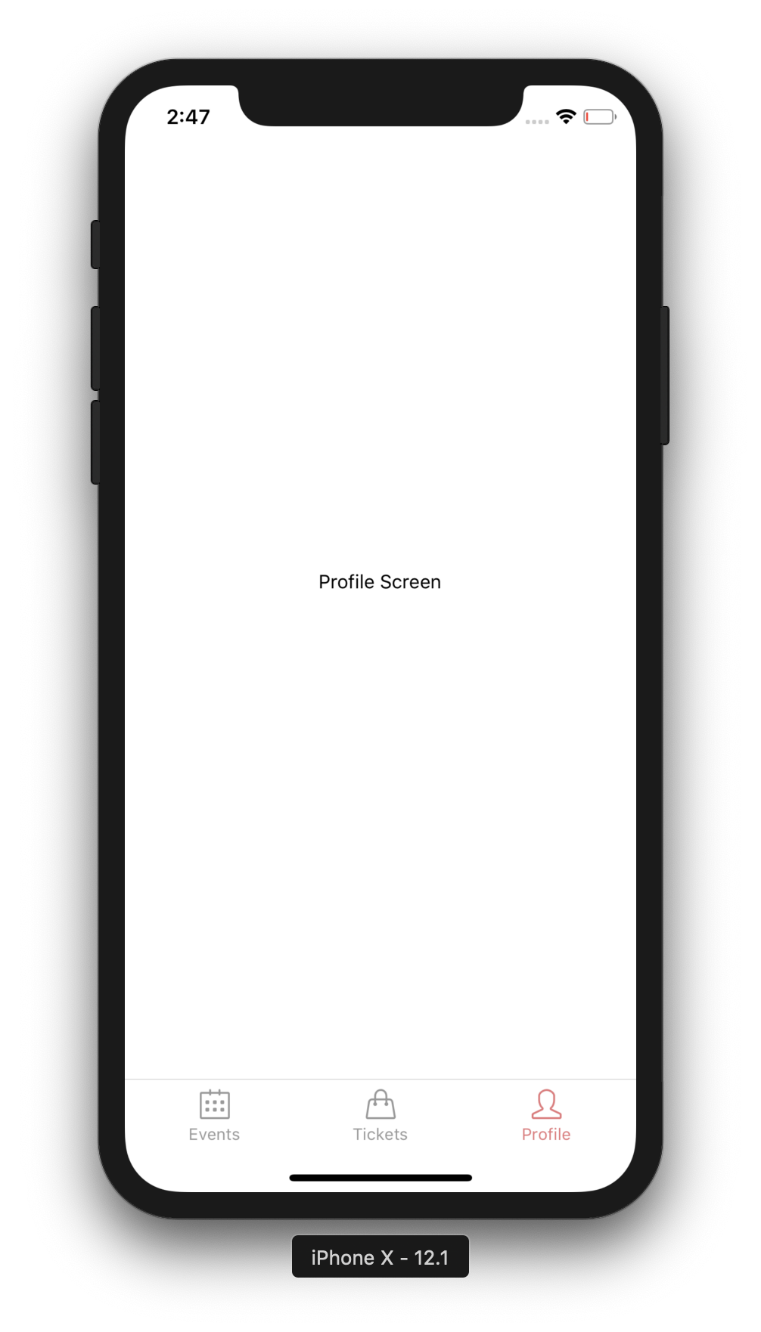 2:47
Profile Screen
Events
Tickets
Profile
iPhone X - 12.1